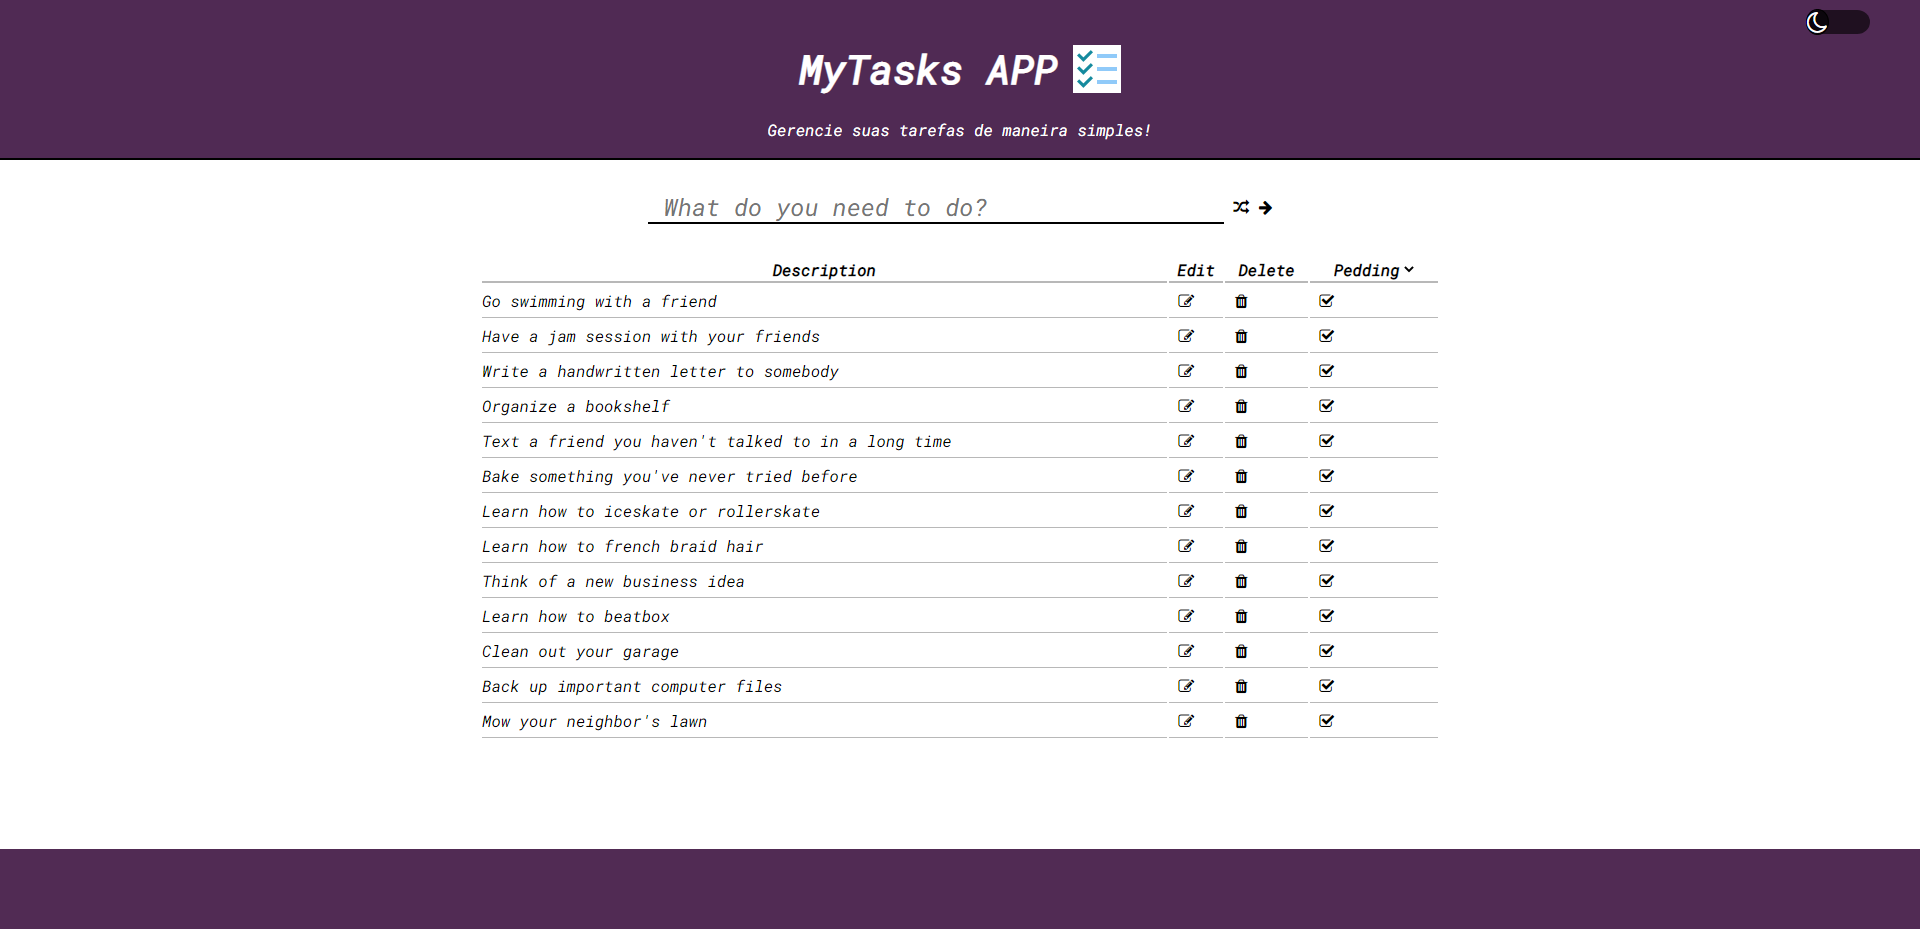 MyTasks APP
Gerencie suas tarefas de maneira simples!
What do you need to do?
Description Edit Delete Pedding
Go swimming with a friend
Have a jam session with your friends
Write a handwritten letter to somebody
Organize a bookshelf
Text a friend you haven't talked to in a long time
Bake something you've never tried before
Learn how to iceskate or rollerskate
Learn how to french braid hair
Think of a new business idea
Learn how to beatbox
Clean out your garage
Back up important computer files
Mow your neighbor's lawn